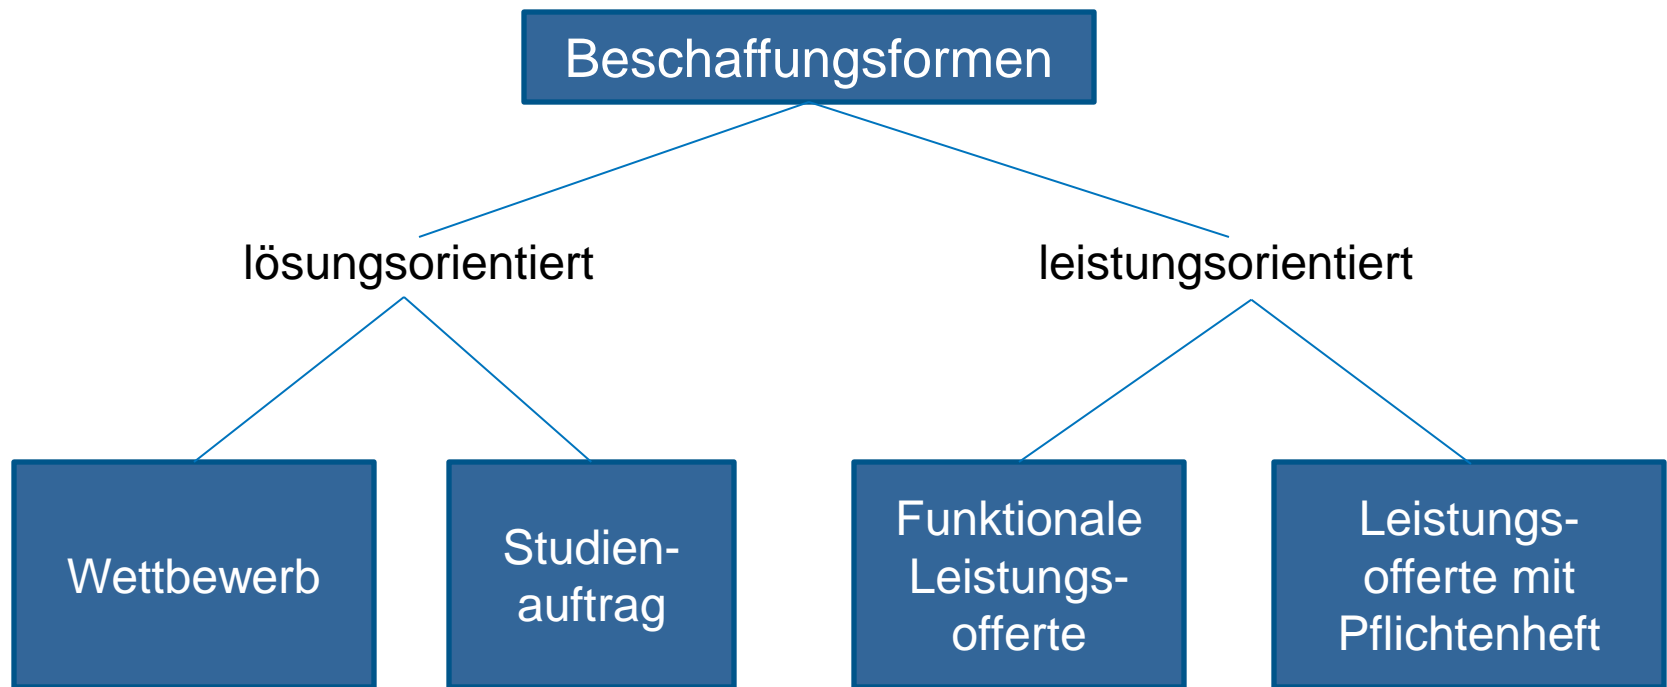 Beschaffungsformen
lösungsorientiert
leistungsorientiert
Wettbewerb
Studien-
auftrag
Funktionale
Leistungs-
offerte
Leistungs-
offerte mit
Pflichtenheft